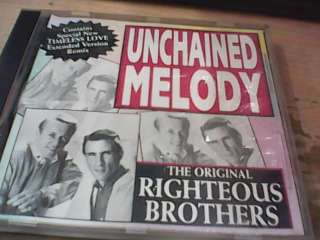 Contains
Special New
TIMELESS LOVE
Extended Version
Remix
UNCHAINED
MELODY
THE ORIGINAL
RIGHTEOUS
BROTHERS